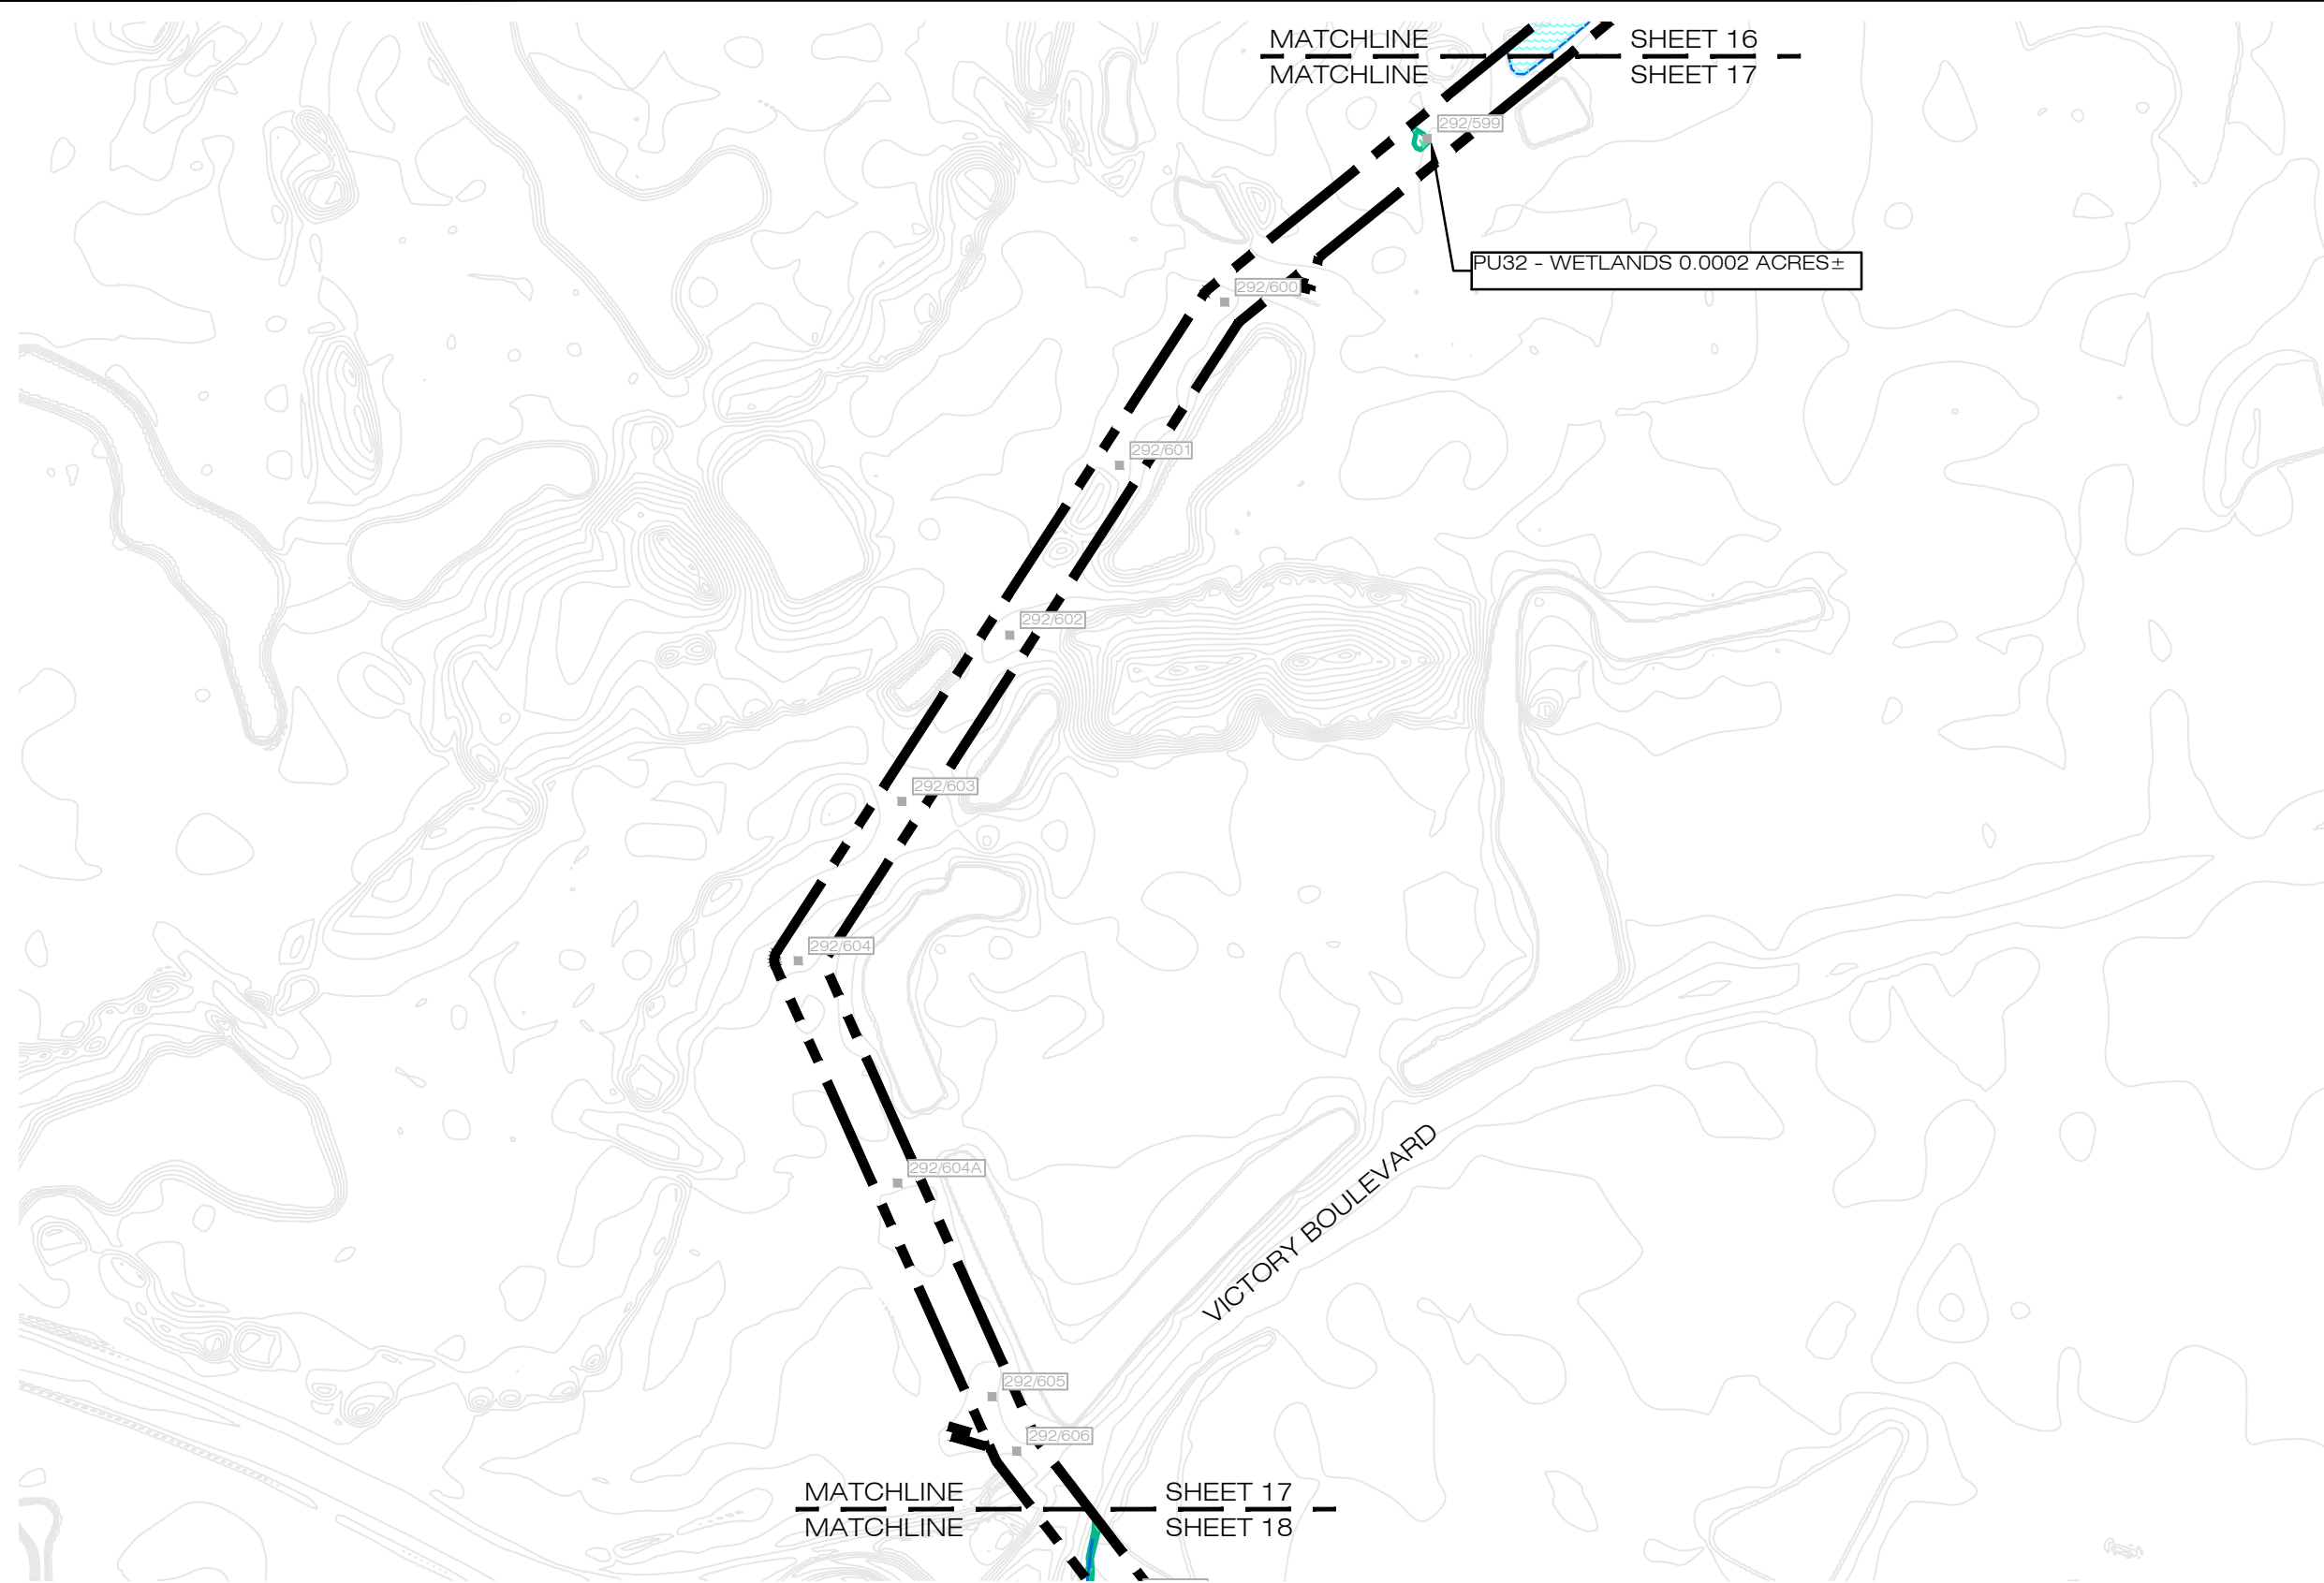 MATCHLINE SHEET 16
MATCHLINE SHEET 17
292/599
PU32 - WETLANDS 0.0002 ACRES±
292/600
292/601
292/602
292/603
292/604
292/604A
VICTORY BOULEVARD
292/605
292/606
MATCHLINE SHEET 17
MATCHLINE SHEET 18